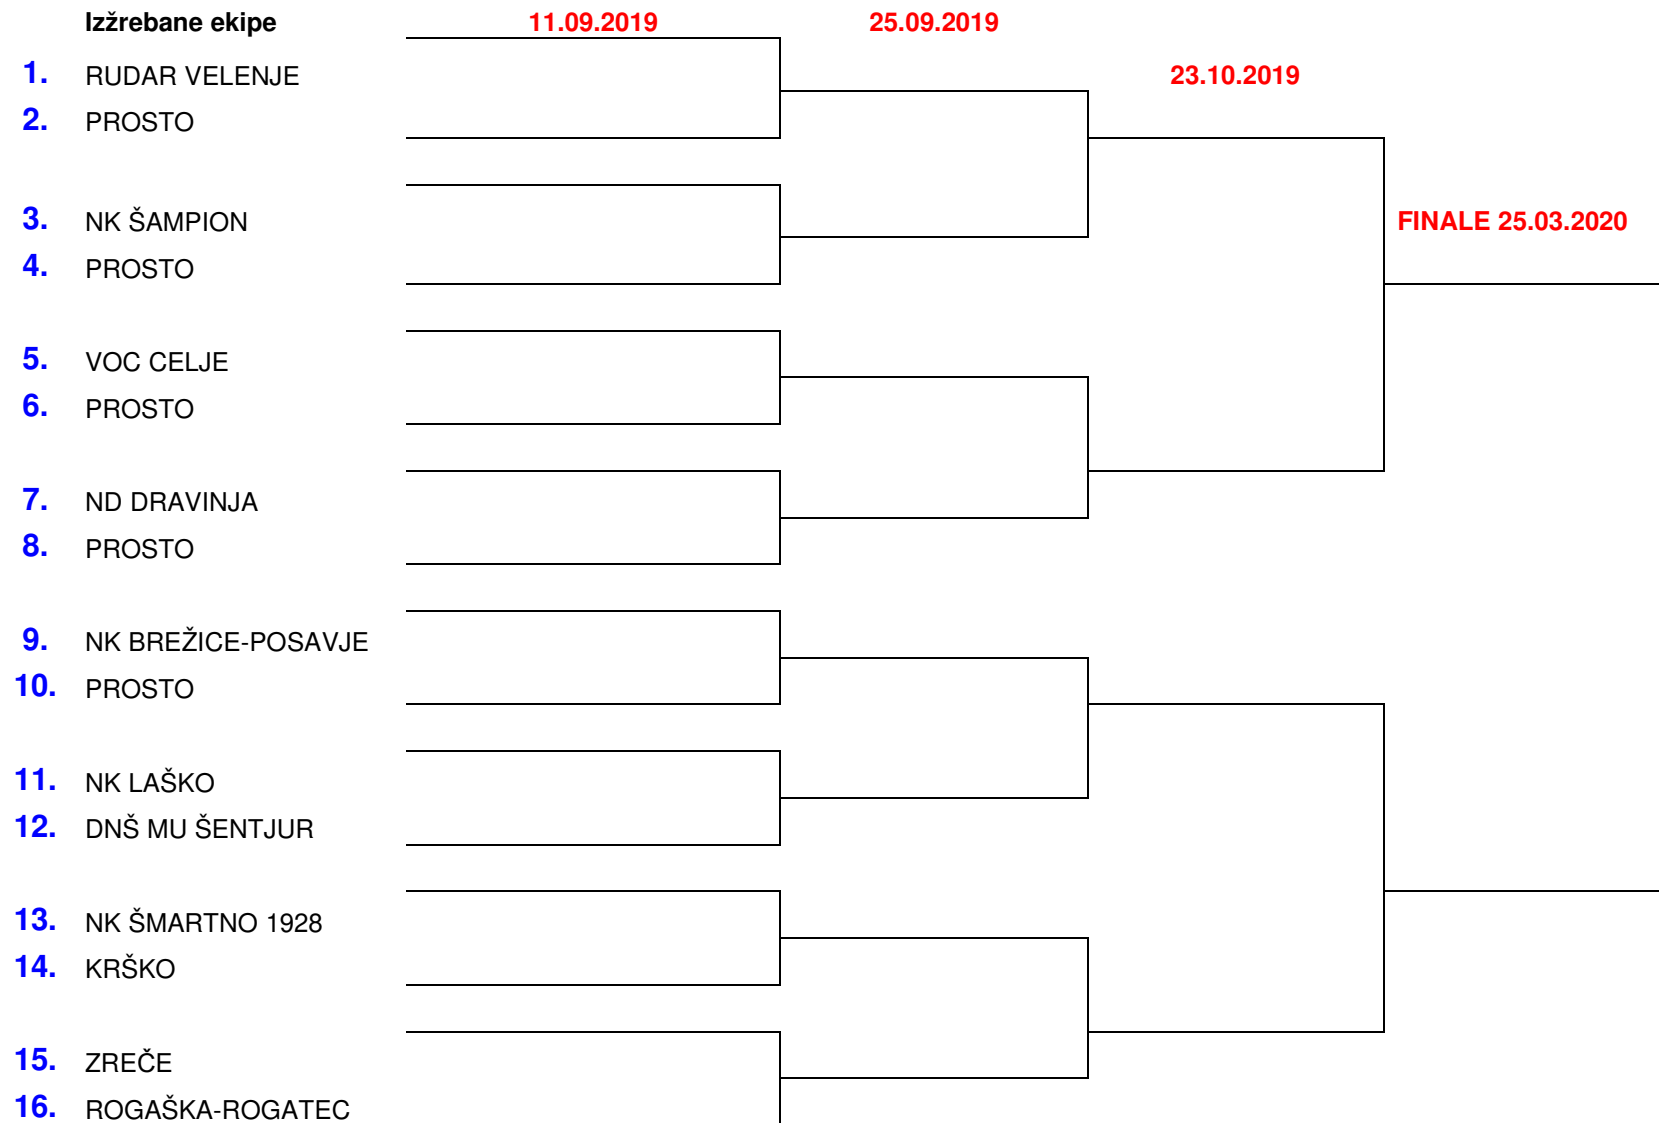 Izžrebane ekipe 11.09.2019 25.09.2019
1. RUDAR VELENJE 23.10.2019
2. PROSTO
3. NK ŠAMPION FINALE 25.03.2020
4. PROSTO
5. VOC CELJE
6. PROSTO
7. ND DRAVINJA
8. PROSTO
9. NK BREŽICE-POSAVJE
10. PROSTO
11. NK LAŠKO
12. DNŠ MU ŠENTJUR
13. NK ŠMARTNO 1928
14. KRŠKO
15. ZREČE
16. ROGAŠKA-ROGATEC